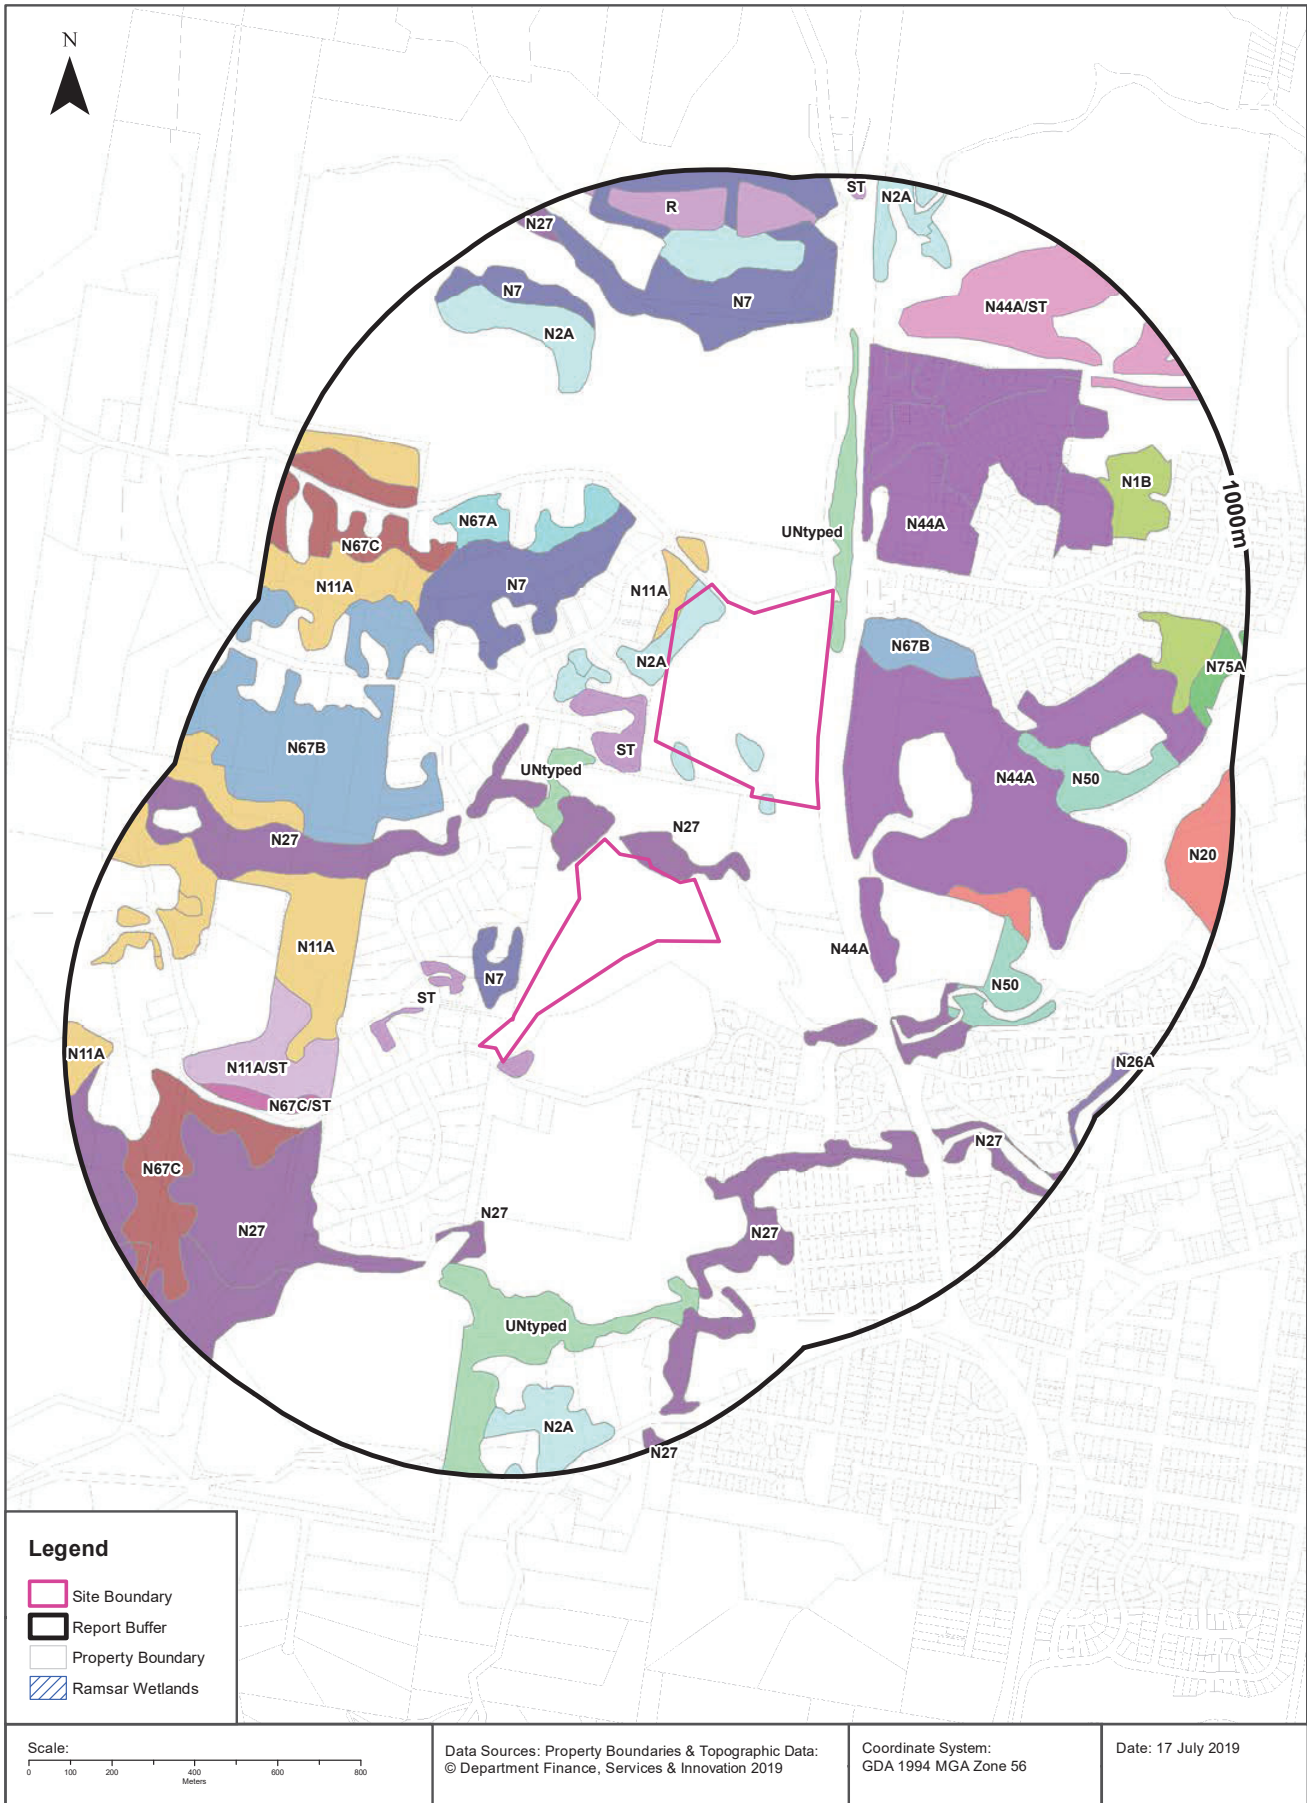 N
ST
N2A
R
N27
N7
N7
N2A
N44A/ST
N1B
1000m
N67A
N44A
UNtyped
N67C
N11A
N7
N11A
N67B
N2A
N75A
N67B
ST
UNtyped
N44A
N50
N27
N27
N20
N11A
N44A
N7
ST
N50
N11A
N11A/ST
N26A
N67C/ST
N27
N67C
N27
N27
N27
UNtyped
N2A
N27
Legend
Site Boundary
Report Buffer
Property Boundary
Ramsar Wetlands
Scale:
0 100 200 400 600 800
Meters
Data Sources: Property Boundaries & Topographic Data:
© Department Finance, Services & Innovation 2019
Coordinate System:
GDA 1994 MGA Zone 56
Date: 17 July 2019